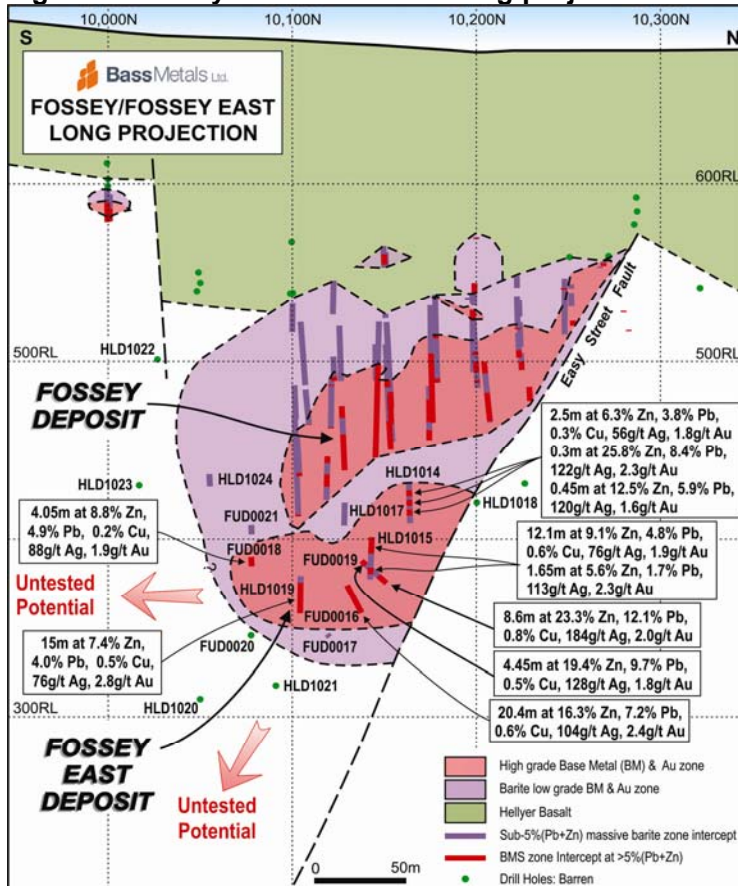 10,000N
10,100N
10,200N
10,300N
S
N
BassMetals Ltd.
FOSSEY/FOSSEY EAST
LONG PROJECTION
600RL
600RL
500RL
500RL
Easy Street Fault
HLD1022
FOSSEY
DEPOSIT
2.5m at 6.3% Zn, 3.8% Pb,
0.3% Cu, 56g/t Ag, 1.8g/t Au
0.3m at 25.8% Zn, 8.4% Pb,
122g/t Ag, 2.3g/t Au
0.45m at 12.5% Zn, 5.9% Pb,
120g/t Ag, 1.6g/t Au
HLD1014
HLD1023
HLD1024
HLD1017
HLD1018
4.05m at 8.8% Zn,
4.9% Pb, 0.2% Cu,
88g/t Ag, 1.9g/t Au
FUD0021
HLD1015
12.1m at 9.1% Zn, 4.8% Pb,
0.6% Cu, 76g/t Ag, 1.9g/t Au
1.65m at 5.6% Zn, 1.7% Pb,
113g/t Ag, 2.3g/t Au
FUD0018
FUD0019
?
Untested
Potential
HLD1019
FUD0016
8.6m at 23.3% Zn, 12.1% Pb,
0.8% Cu, 184g/t Ag, 2.0g/t Au
15m at 7.4% Zn,
4.0% Pb, 0.5% Cu,
76g/t Ag, 2.8g/t Au
FUD0020
FUD0017
4.45m at 19.4% Zn, 9.7% Pb,
0.5% Cu, 128g/t Ag, 1.8g/t Au
HLD1021
HLD1020
20.4m at 16.3% Zn, 7.2% Pb,
0.6% Cu, 104g/t Ag, 2.4g/t Au
300RL
FOSSEY
EAST
DEPOSIT
Untested
Potential
High grade Base Metal (BM) & Au zone
Barite low grade BM & Au zone
Hellyer Basalt
Sub-5%(Pb+Zn) massive barite zone intercept
BMS zone Intercept at >5%(Pb+Zn)
Drill Holes: Barren
0
50m